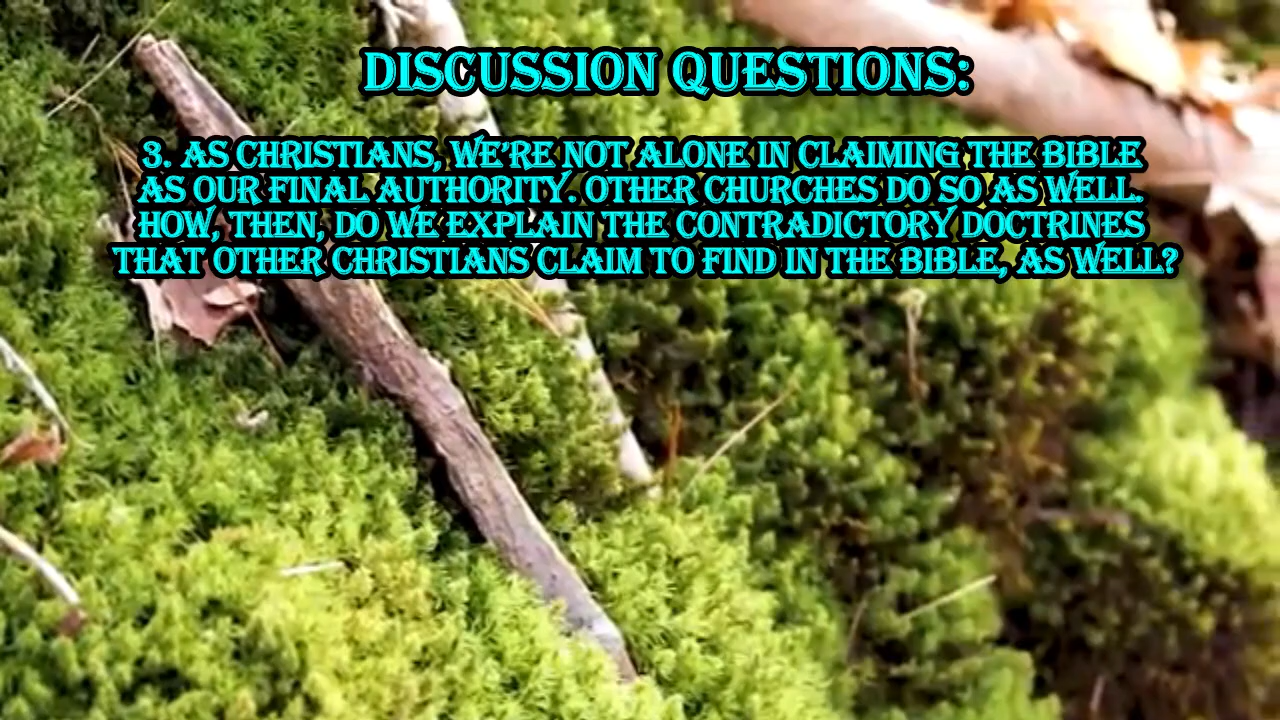 DISCUSSION QUESTIONS:
3. AS CHRISTIANS, WE'RE NOT ALONE IN CLAIMING THE BIBLE
AS OUR FINAL AUTHORITY. OTHER CHURCHES DO SO AS WELL.
HOW, THEN, DO WE EXPLAIN THE CONTRADICTORY DOCTRINES
THAT OTHER CHRISTIANS CLAIM TO FIND IN THE BIBLE, AS WELL?